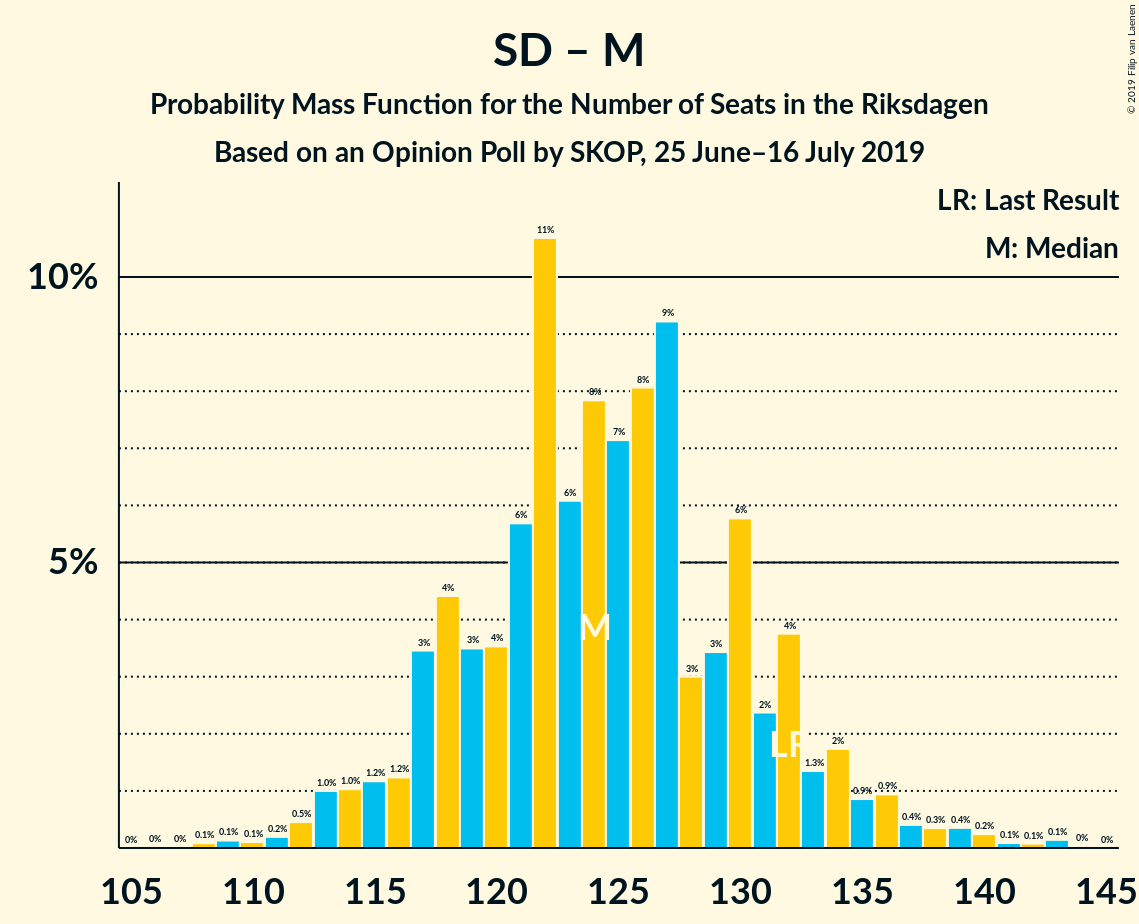 SD – M
Probability Mass Function for the Number of Seats in the Riksdagen
Based on an Opinion Poll by SKOP, 25 June–16 July 2019
© 2019 Filip van Laenen
LR: Last Result
M: Median
10%
5%
0% 0% 0% 0.1% 0.1% 0.1% 0.2% 0.5% 1.0% 1.0% 1.2% 1.2% 3% 4% 3% 4% 6% 11% 6% 8% 7% 8% 9% 3% 3% 6% 2% 4% 1.3% 2% 0.9% 0.9% 0.4% 0.3% 0.4% 0.2% 0.1% 0.1% 0.1% 0% 0%
M
LR
105 110 115 120 125 130 135 140 145